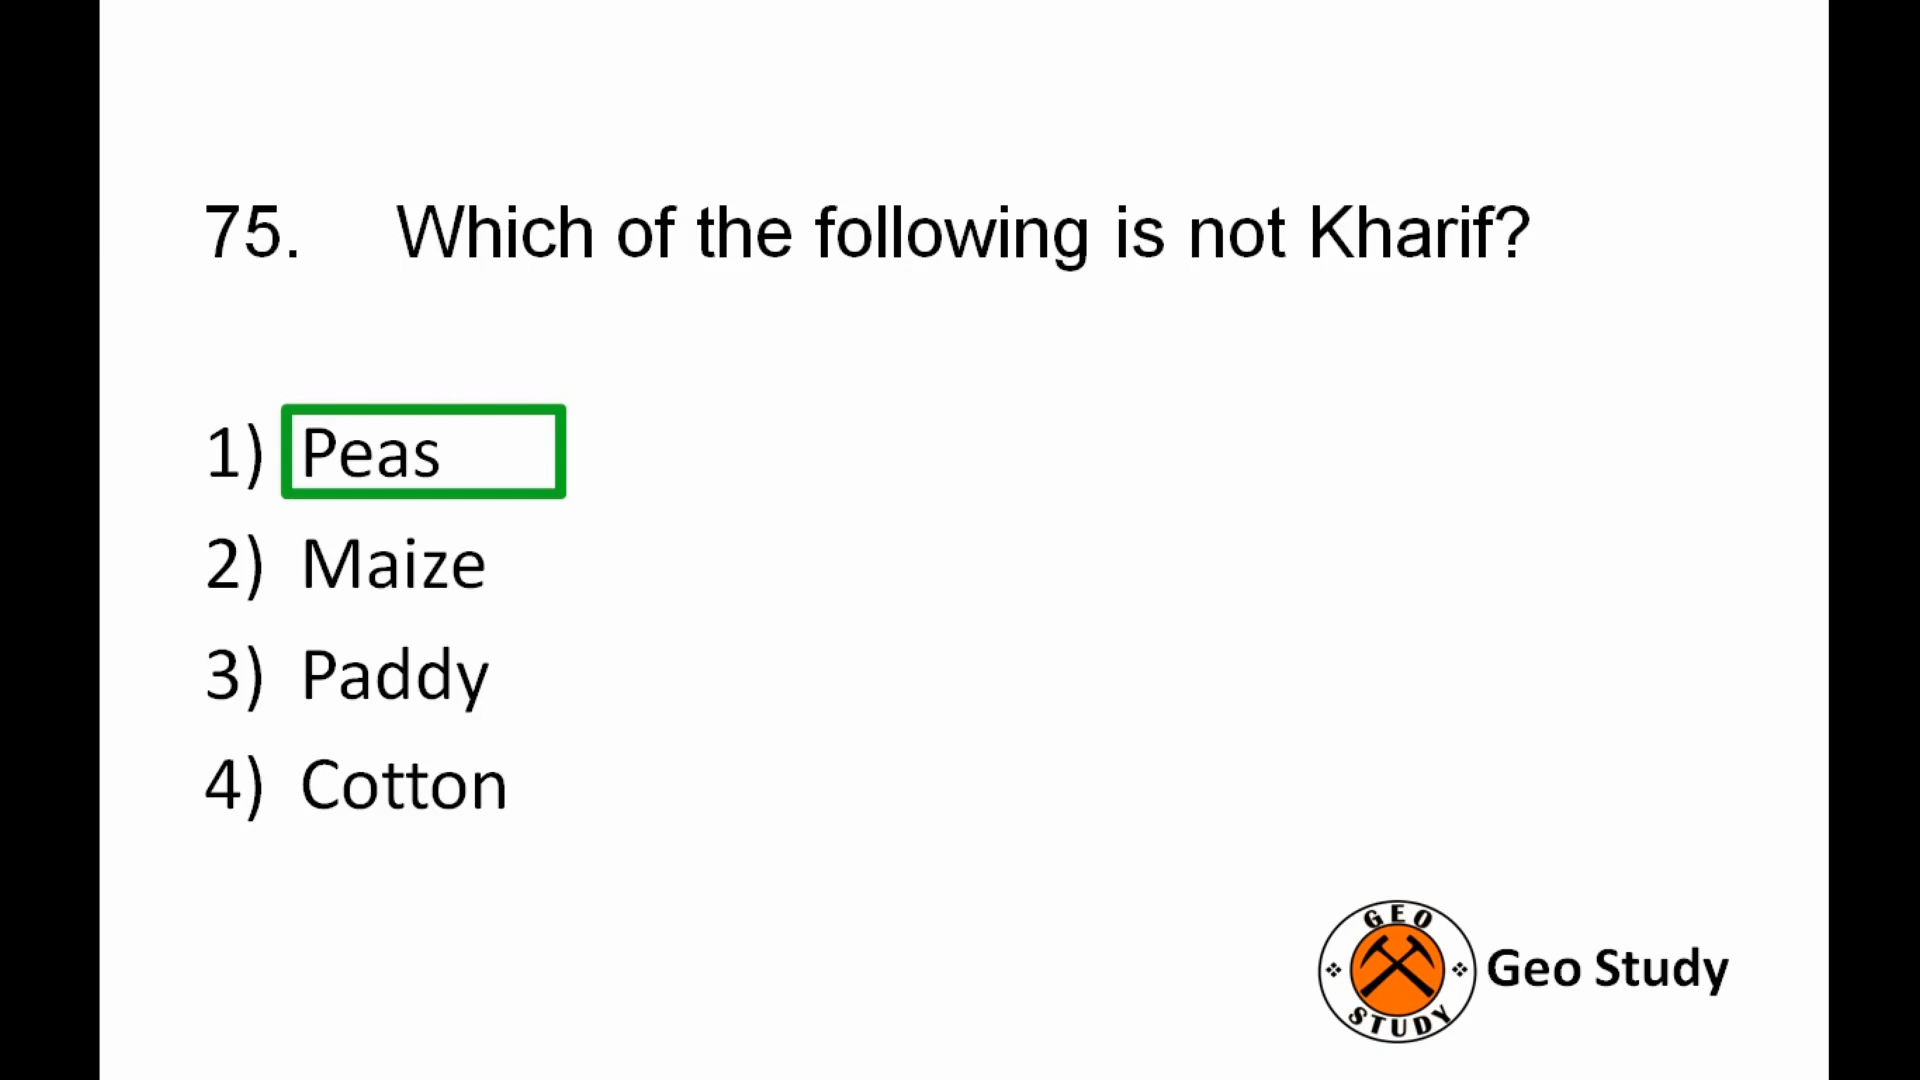 75. Which of the following is not Kharif?
1) Peas
2) Maize
3) Paddy
4) Cotton
GEO
STUDY
Geo Study